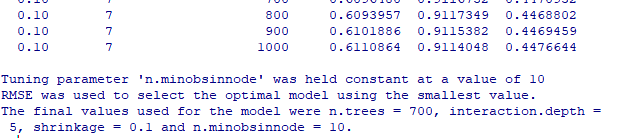 0.10 7 800 0.6093957 0.9117349 0.4468802
0.10 7 900 0.6101886 0.9115382 0.4469459
0.10 7 1000 0.6110864 0.9114048 0.4476644
Tuning parameter 'n.minobsinnode' was held constant at a value of 10
RMSE was used to select the optimal model using the smallest value.
The final values used for the model were n.trees = 700, interaction.depth =
5, shrinkage = 0.1 and n.minobsinnode = 10.